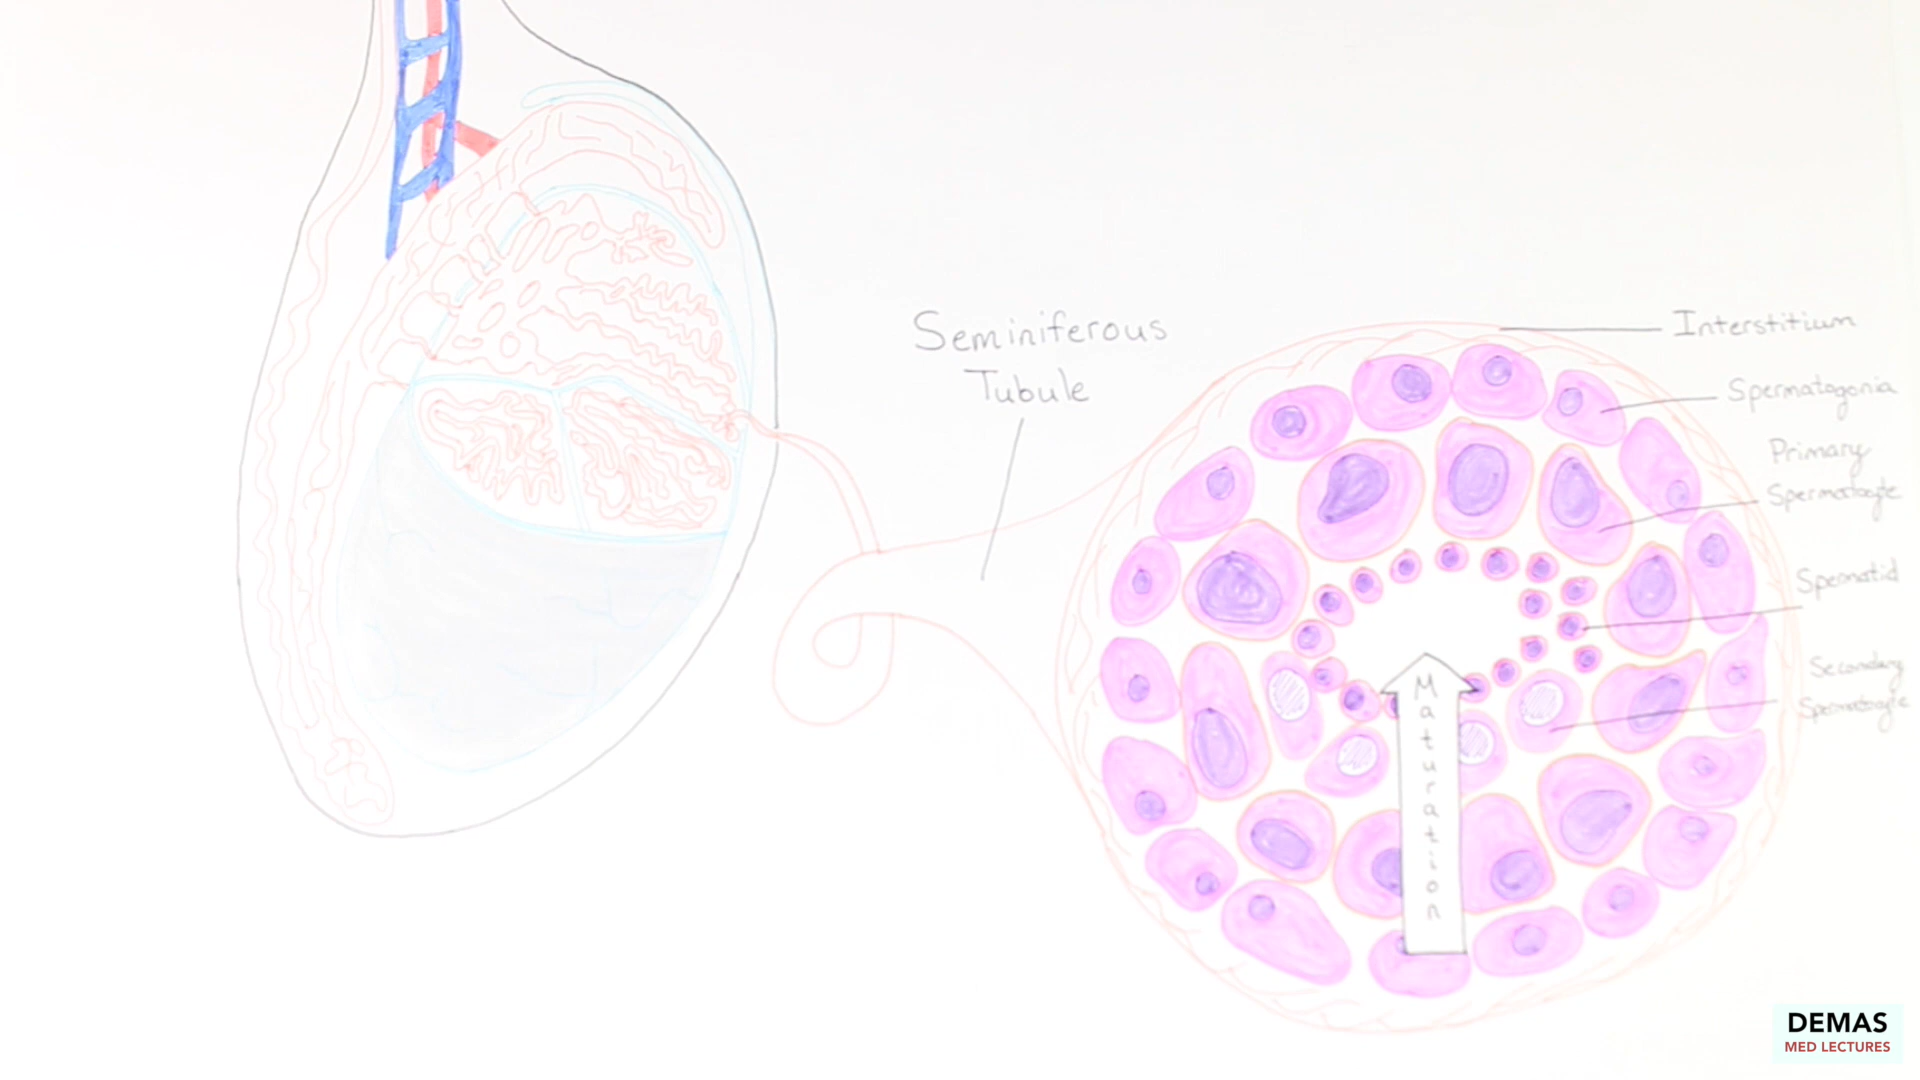 Seminiferous
Tubule
Interstitium
Spermatogonia
Primary
Spermatocyte
Spermatid
Secondary
Spermatocyte
Maturation
DEMAS
MED LECTURES